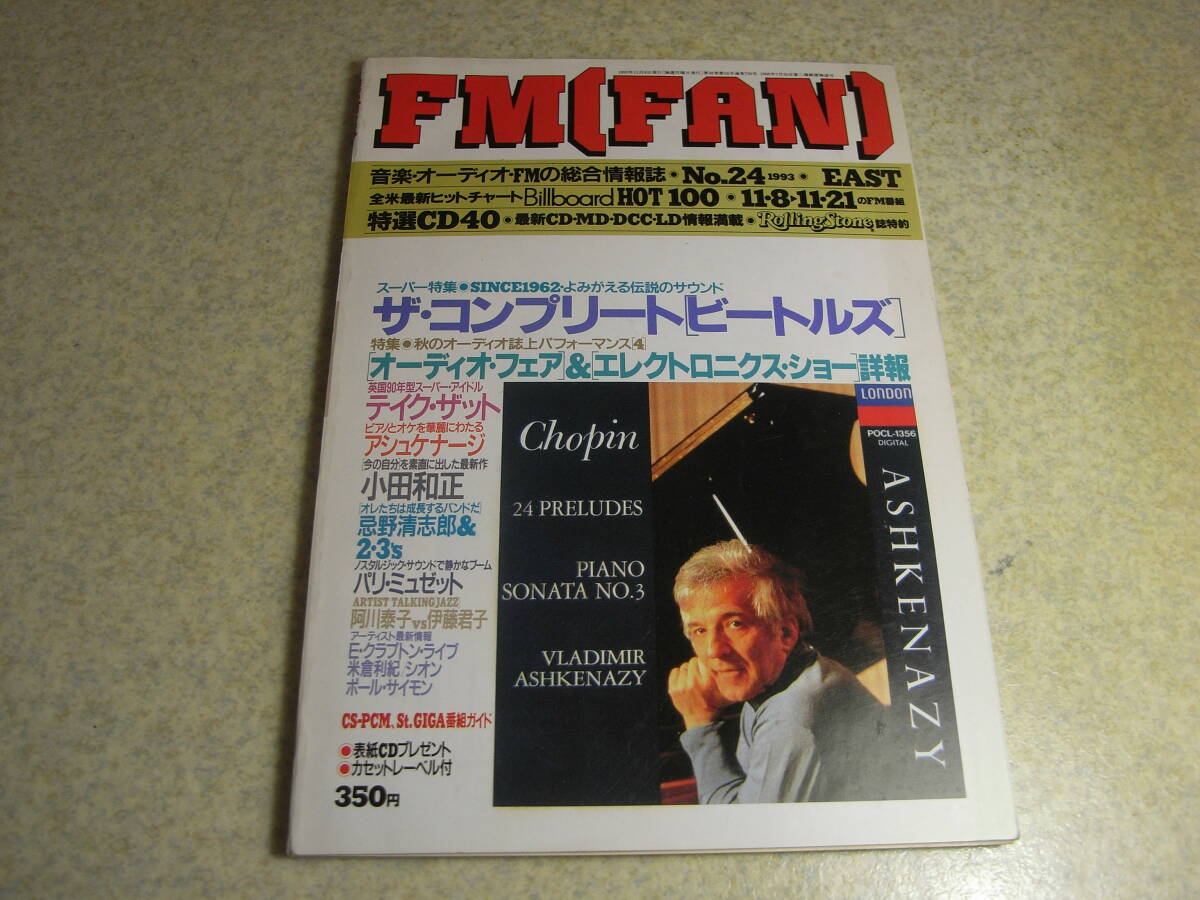 FM(FAN)
音楽・オーディオ・FMの総合情報誌・No.24 1993・EAST
全米最新ヒットチャートBillboard HOT 100・11・8▶11・21のFM番組
特選CD40・最新CD・MD・DCC・LD情報満載・RollingStone誌特約
スーパー特集●SINCE1962・よみがえる伝説のサウンド
ザ・コンプリート[ビートルズ]
特集●秋のオーディオ誌上パフォーマンス[4]
[オーディオ・フェア]&[エレクトロニクス・ショー]詳報
英国90年型スーパー・アイドル
テイク・ザット
ピアノとオケを華麗にわたる
アシュケナージ
[今の自分]を素直に出した最新作
小田和正
[オレたちは成長するバンドだ]
忌野清志郎&
2・3's
ノスタルジック・サウンドで静かなブーム
パリ・ミュゼット
ARTIST TALKING JAZZ
阿川泰子vs伊藤君子
アーティスト最新情報
E・クラプトン・ライブ
米倉利紀/シオン
ポール・サイモン
CS-PCM、St.GIGA番組ガイド
●表紙CDプレゼント
●カセットレーベル付
350円
Chopin
24 PRELUDES
PIANO
SONATA NO.3
VLADIMIR
ASHKENAZY
LONDON
POCL-1356
DIGITAL
ASHKENAZY